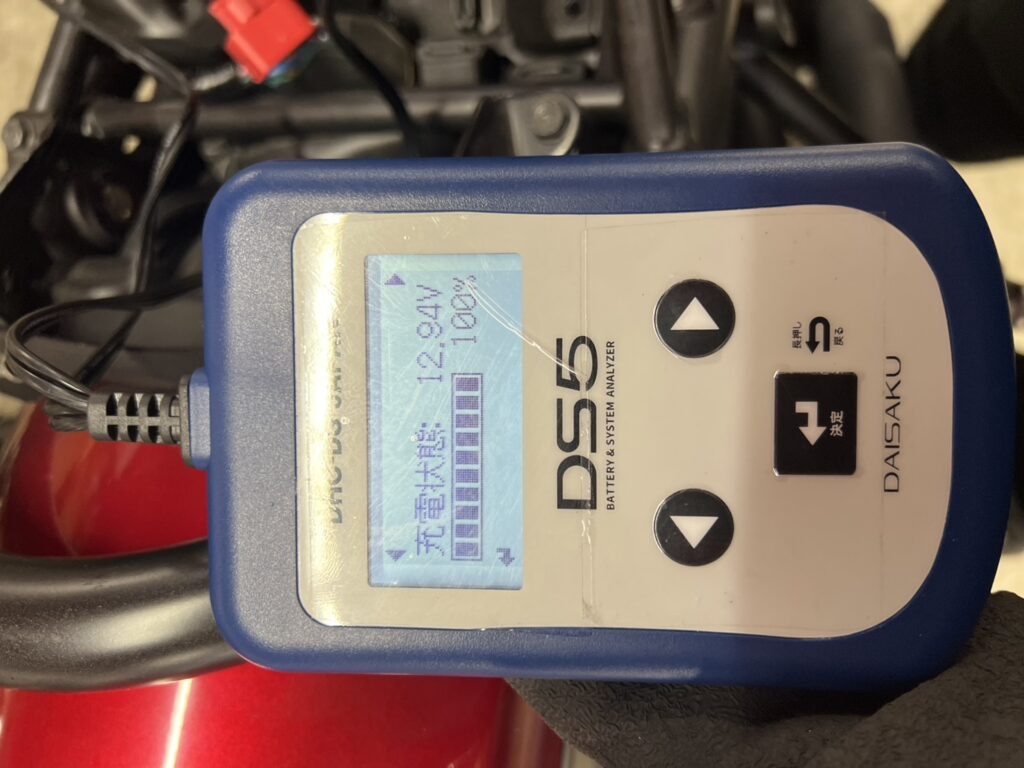 充電状態: 12.94V
100%
DS5
BATTERY & SYSTEM ANALYZER
長押し
戻る
決定
DAISAKU